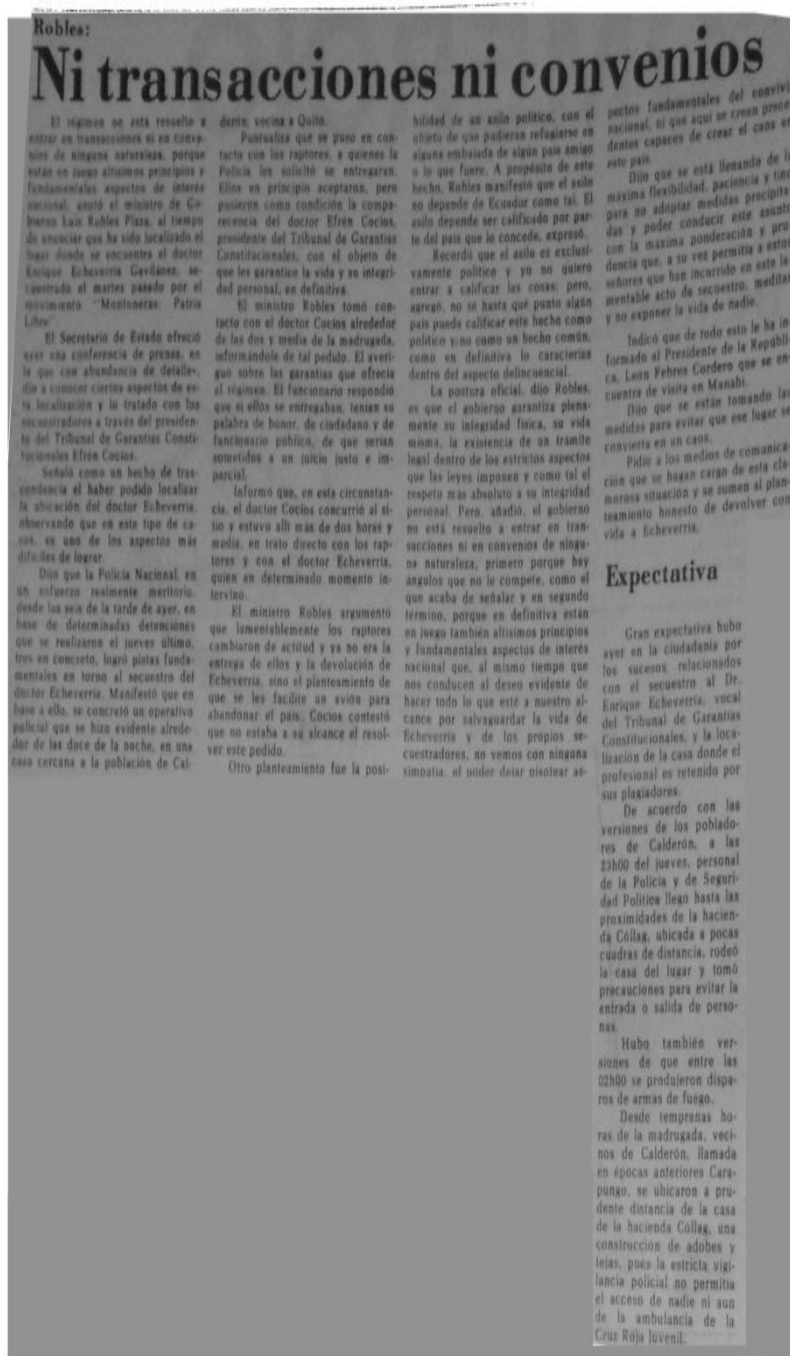 Robles:
Ni transacciones ni convenios
El régimen no está resuelto a
entrar en transacciones ni en conve-
nios de ninguna naturaleza, porque
están en juego altísimos principios y
fundamentales aspectos de interés
nacional, anotó el ministro de Go-
bierno Luis Robles Plaza, al tiempo
de anunciar que ha sido localizado el
lugar donde se encuentra el doctor
Enrique Echeverría Gavilanes, se-
cuestrado el martes pasado por el
movimiento "Montoneras Patria
Libre"
El Secretario de Estado ofreció
ayer una conferencia de prensa, en
la que con abundancia de detalles,
dio a conocer ciertos aspectos de es-
ta localización y lo tratado con los
secuestradores a través del presiden-
te del Tribunal de Garantías Consti-
tucionales Efrén Cocios.
Señaló como un hecho de tras-
cendencia el haber podido localizar
la ubicación del doctor Echeverría,
observando que en este tipo de ca-
sos, es uno de los aspectos más
difíciles de lograr.
Dijo que la Policía Nacional, en
un esfuerzo realmente meritorio,
desde las seis de la tarde de ayer, en
base de determinadas detenciones
que se realizaron el jueves último,
tres en concreto, logró pistas funda-
mentales en torno al secuestro del
doctor Echeverría. Manifestó que en
base a ello, se concretó un operativo
policial que se hizo evidente alrede-
dor de las doce de la noche, en una
casa cercana a la población de Cal-
derón, vecina a Quito.
Puntualiza que se puso en con-
tacto con los raptores, a quienes la
Policía les solicitó se entregaran.
Ellos en principio aceptaron, pero
pusieron como condición la compa-
recencia del doctor Efrén Cocios,
presidente del Tribunal de Garantías
Constitucionales, con el objeto de
que les garantice la vida y su integri-
dad personal, en definitiva.
El ministro Robles tomó con-
tacto con el doctor Cocios alrededor
de las dos y media de la madrugada,
informándole de tal pedido. El averi-
guó sobre las garantías que ofrecía
el régimen. El funcionario respondió
que si ellos se entregaban, tenían su
palabra de honor, de ciudadano y de
funcionario público, de que serían
sometidos a un juicio justo e im-
parcial.
Informó que, en esta circunstan-
cia, el doctor Cocios concurrió al si-
tio y estuvo allí más de dos horas y
media, en trato directo con los rap-
tores y con el doctor Echeverría,
quien en determinado momento in-
tervino.
El ministro Robles argumentó
que lamentablemente los raptores
cambiaron de actitud y ya no era la
entrega de ellos y la devolución de
Echeverría, sino el planteamiento de
que se les facilite un avión para
abandonar el país. Cocios contestó
que no estaba a su alcance el resol-
ver este pedido.
Otro planteamiento fue la posi-
bilidad de un asilo político, con el
objeto de que pudieran refugiarse en
alguna embajada de algún país amigo
o lo que fuere. A propósito de este
hecho, Robles manifestó que el asilo
no depende de Ecuador como tal. El
asilo depende ser calificado por par-
te del país que lo concede, expresó.
Recordó que el asilo es exclusi-
vamente político y yo no quiero
entrar a calificar las cosas; pero,
agregó, no sé hasta qué punto algún
país pueda calificar este hecho como
político y no como un hecho común,
como en definitiva lo caracteriza
dentro del aspecto delincuencial.
La postura oficial, dijo Robles,
es que el gobierno garantiza plena-
mente su integridad física, su vida
misma, la existencia de un trámite
legal dentro de los estrictos aspectos
que las leyes imponen y como tal el
respeto más absoluto a su integridad
personal. Pero, añadió, el gobierno
no está resuelto a entrar en tran-
sacciones ni en convenios de ningu-
na naturaleza, primero porque hay
ángulos que no le compete, como el
que acaba de señalar y en segundo
término, porque en definitiva están
en juego también altísimos principios
y fundamentales aspectos de interés
nacional que, al mismo tiempo que
nos conducen al deseo evidente de
hacer todo lo que esté a nuestro al-
cance por salvaguardar la vida de
Echeverría y de los propios se-
cuestradores, no vemos con ninguna
simpatía, el poder dejar pisotear as-
pectos fundamentales del convivir
nacional, ni que aquí se creen prece-
dentes capaces de crear el caos en
este país.
Dijo que se está llenando de la
máxima flexibilidad, paciencia y tino
para no adoptar medidas precipita-
das y poder conducir este asunto
con la máxima ponderación y pru-
dencia que, a su vez permitía a estos
señores que han incurrido en este la-
mentable acto de secuestro, meditar
y no exponer la vida de nadie.
Indicó que de todo esto le ha in-
formado al Presidente de la Repúbli-
ca, León Febres Cordero que se en-
cuentra de visita en Manabí.
Dijo que se están tomando las
medidas para evitar que ese lugar se
convierta en un caos.
Pidió a los medios de comunica-
ción que se hagan cargo de esta cla-
morosa situación y se sumen al plan-
teamiento honesto de devolver con
vida a Echeverría.
Expectativa
Gran expectativa hubo
ayer en la ciudadanía por
los sucesos relacionados
con el secuestro al Dr.
Enrique Echeverría, vocal
del Tribunal de Garantías
Constitucionales, y la loca-
lización de la casa donde el
profesional es retenido por
sus plagiadores.
De acuerdo con las
versiones de los poblado-
res de Calderón, a las
23h00 del jueves, personal
de la Policía y de Seguri-
dad Política llegó hasta las
proximidades de la hacien-
da Cóllag, ubicada a pocas
cuadras de distancia, rodeó
la casa del lugar y tomó
precauciones para evitar la
entrada o salida de perso-
nas.
Hubo también ver-
siones de que entre las
02h00 se produjeron dispa-
ros de armas de fuego.
Desde tempranas ho-
ras de la madrugada, veci-
nos de Calderón, llamada
en épocas anteriores Cara-
pungo, se ubicaron a pru-
dente distancia de la casa
de la hacienda Cóllag, una
construcción de adobes y
tejas, pues la estricta vigi-
lancia policial no permitía
el acceso de nadie ni aun
de la ambulancia de la
Cruz Roja Juvenil.